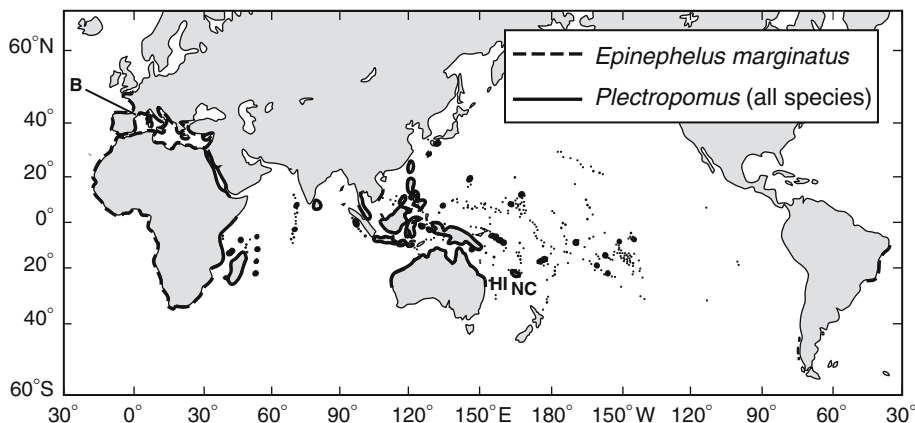 60°N
40°
20°
0°
20°
40°
60°S
B
Epinephelus marginatus
Plectropomus (all species)
HI NC
30° 0° 30° 60° 90° 120° 150° E 180° 150° W 120° 90° 60° 30°